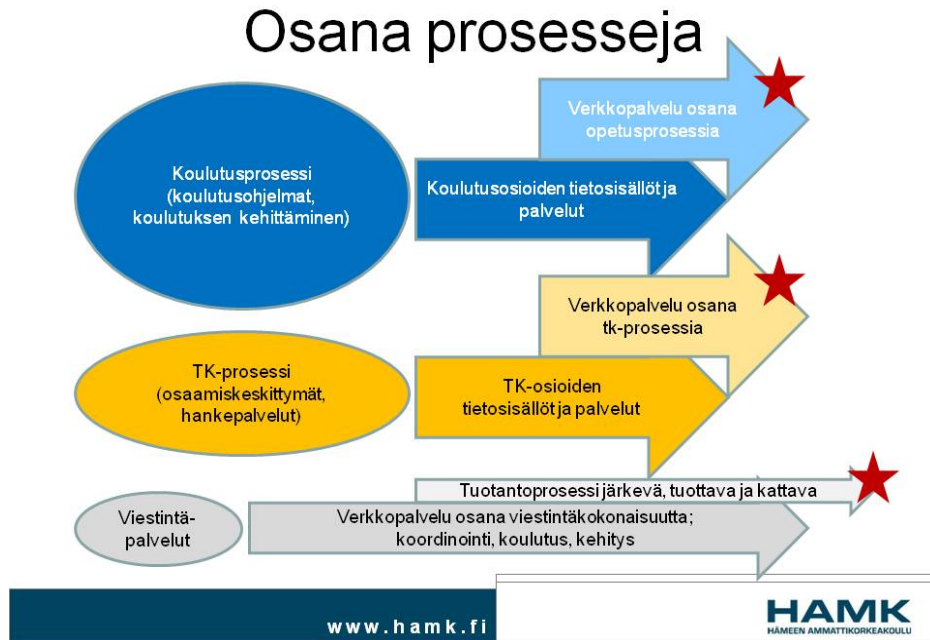 Osana prosesseja
Verkkopalvelu osana
opetusprosessia
Koulutusprosessi
(koulutusohjelmat,
koulutuksen kehittäminen)
Koulutusosioiden tietosisällöt ja
palvelut
Verkkopalvelu osana
tk-prosessia
TK-prosessi
(osaamiskeskittymät,
hankepalvelut)
TK-osioiden
tietosisällöt ja palvelut
Tuotantoprosessi järkevä, tuottava ja kattava
Viestintä-
palvelut
Verkkopalvelu osana viestintäkokonaisuutta;
koordinointi, koulutus, kehitys
www.hamk.fi
HAMK
HÄMEEN AMMATTIKORKEAKOULU